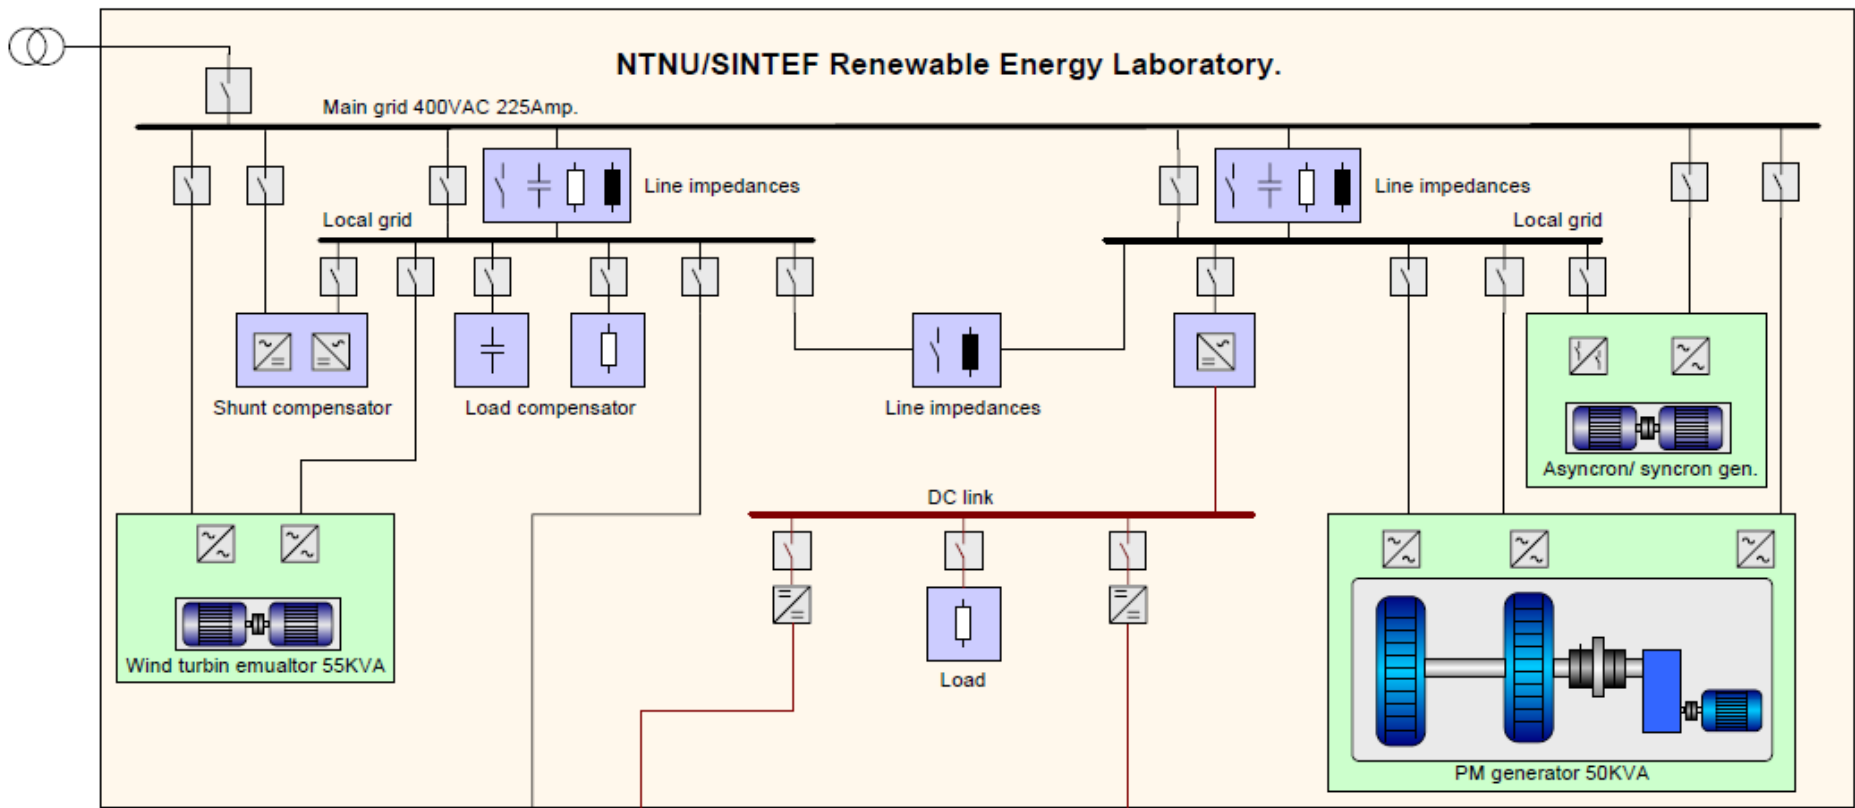 NTNU/SINTEF Renewable Energy Laboratory.
Main grid 400VAC 225Amp.
Line impedances
Line impedances
Local grid
Local grid
Shunt compensator
Load compensator
Line impedances
Asyncron/ syncron gen.
DC link
Wind turbin emualtor 55KVA
Load
PM generator 50KVA